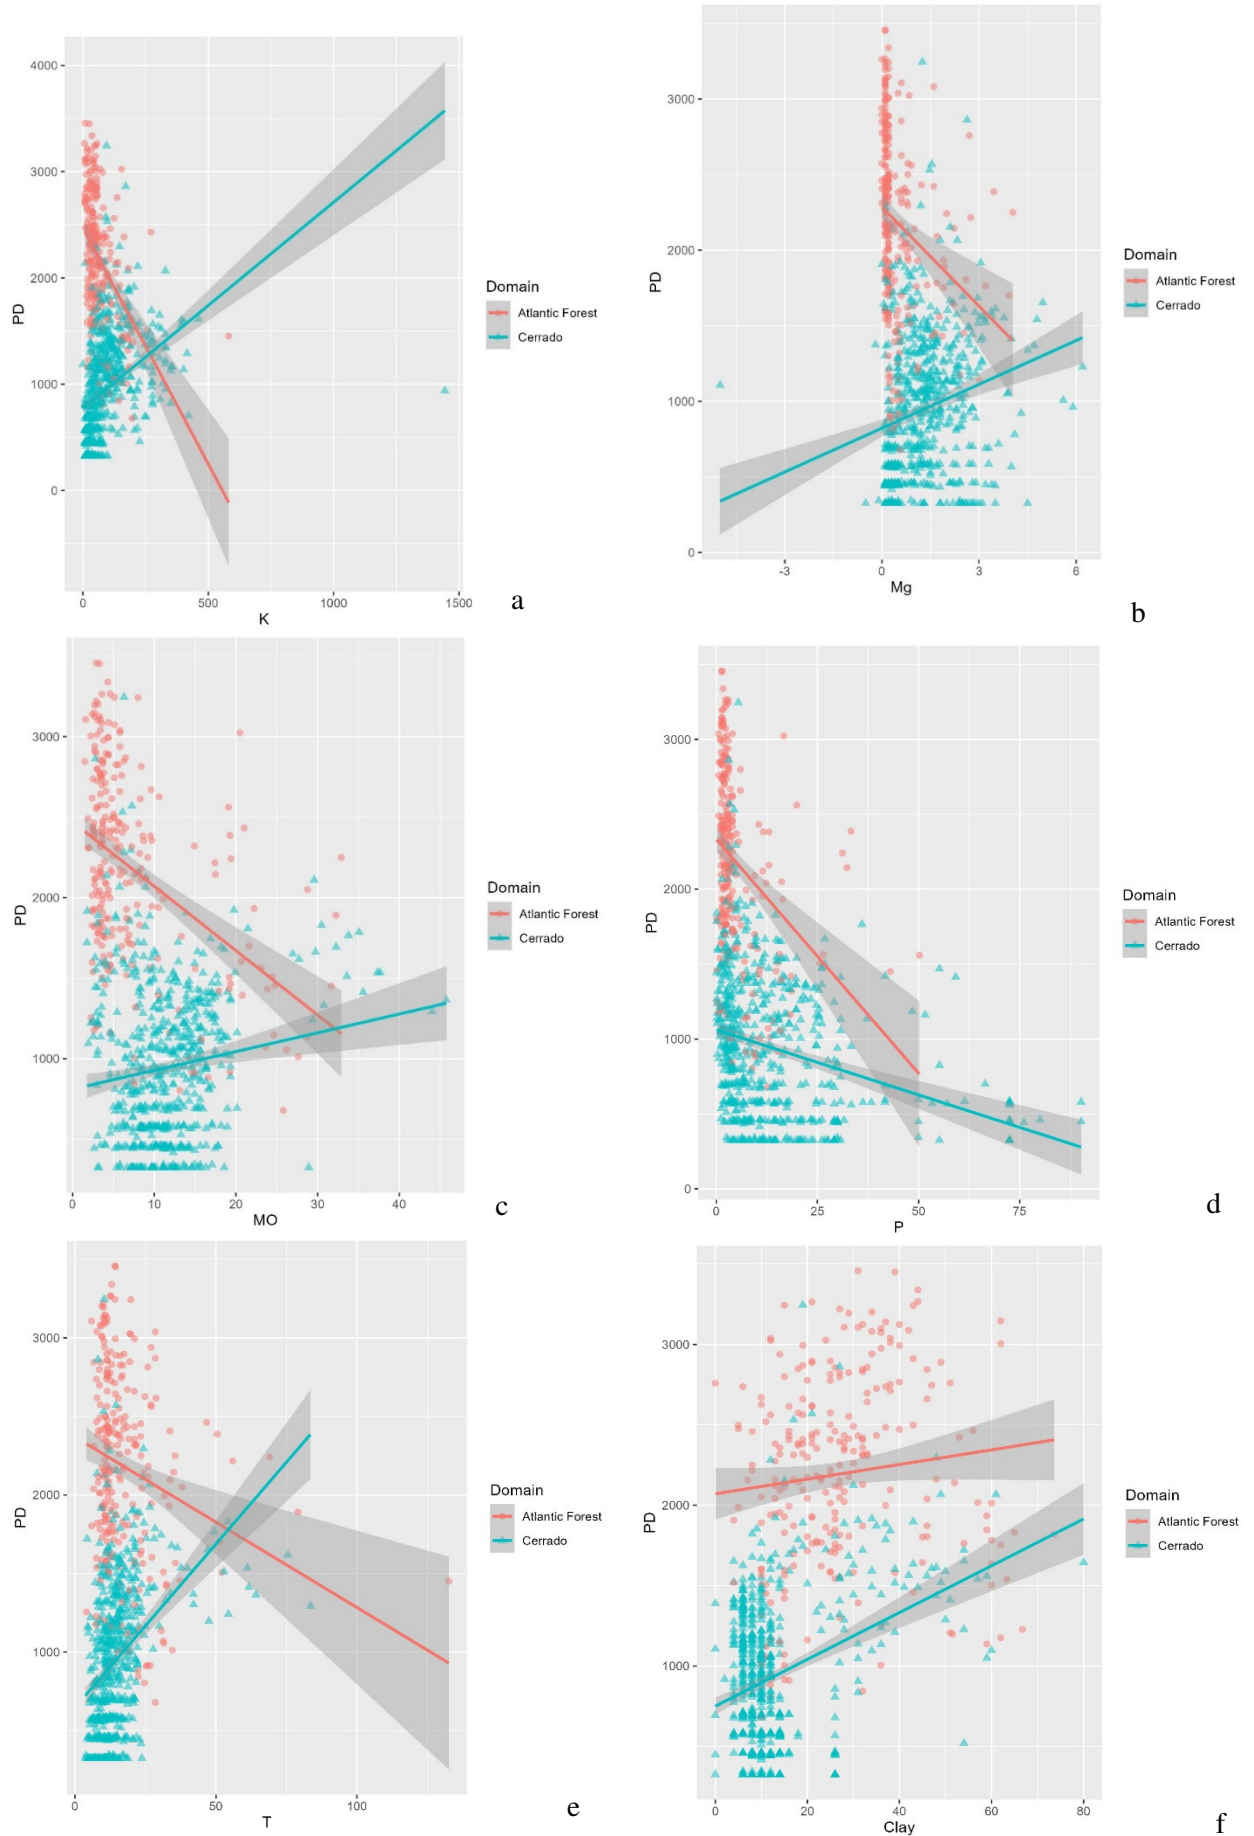 4000
3000
2000
1000
0
PD
0 500 1000 1500
K
Domain
Atlantic Forest
Cerrado
a
3000
2000
1000
0
PD
-3 0 3 6
Mg
Domain
Atlantic Forest
Cerrado
b
3000
2000
1000
PD
0 10 20 30 40
MO
Domain
Atlantic Forest
Cerrado
c
3000
2000
1000
0
PD
0 25 50 75
P
Domain
Atlantic Forest
Cerrado
d
3000
2000
1000
PD
0 50 100
T
Domain
Atlantic Forest
Cerrado
e
3000
2000
1000
PD
0 20 40 60 80
Clay
Domain
Atlantic Forest
Cerrado
f